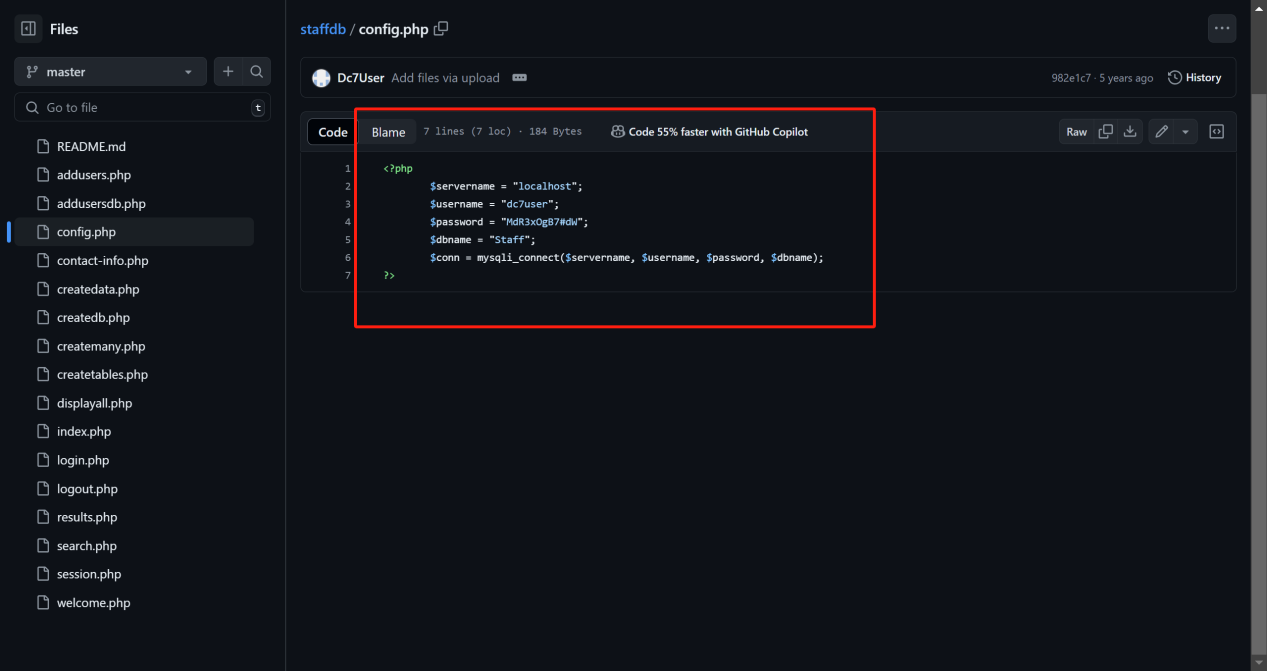 Files
master
Go to file
t
README.md
addusers.php
addusersdb.php
config.php
contact-info.php
createdata.php
createdb.php
createmany.php
createtables.php
displayall.php
index.php
login.php
logout.php
results.php
search.php
session.php
welcome.php
staffdb / config.php
Dc7User Add files via upload
982e1c7 · 5 years ago History
Code Blame 7 lines (7 loc) · 184 Bytes Code 55% faster with GitHub Copilot Raw
1 <?php
2 $servername = "localhost";
3 $username = "dc7user";
4 $password = "MdR3xOgB7#dW";
5 $dbname = "Staff";
6 $conn = mysqli_connect($servername, $username, $password, $dbname);
7 ?>